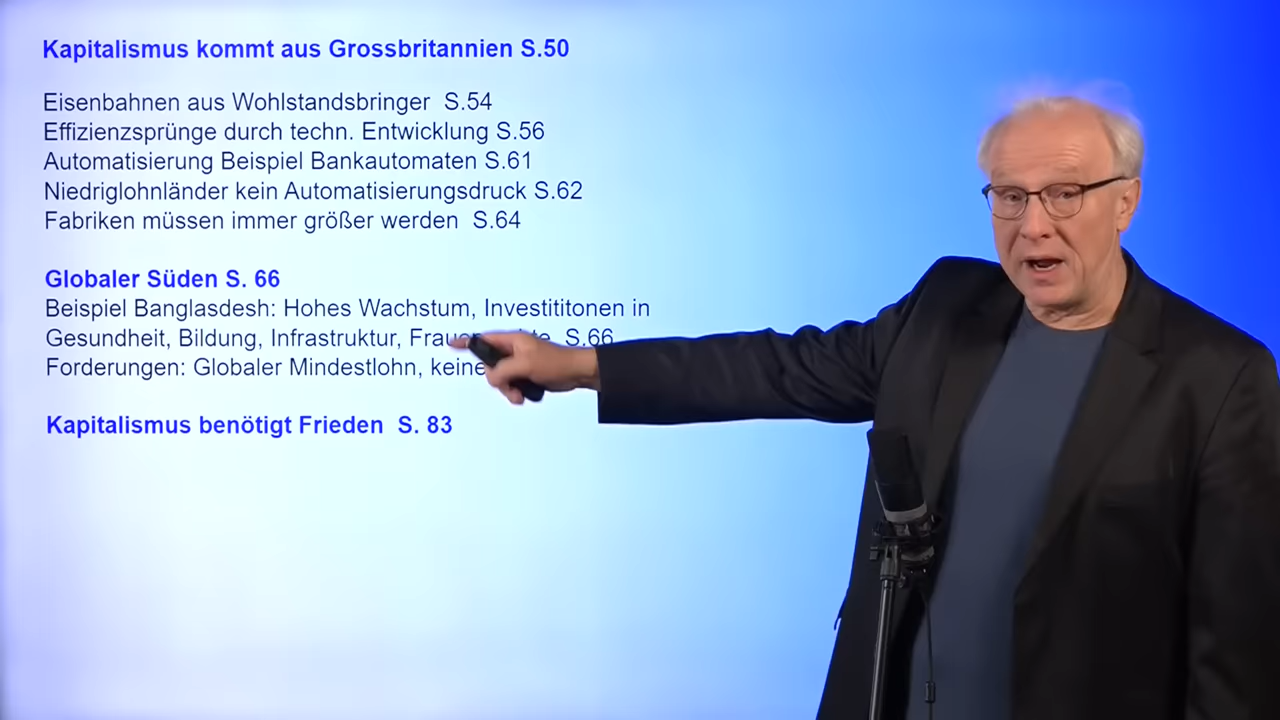 Kapitalismus kommt aus Grossbritannien S.50
Eisenbahnen aus Wohlstandsbringer S.54
Effizienzsprünge durch techn. Entwicklung S.56
Automatisierung Beispiel Bankautomaten S.61
Niedriglohnländer kein Automatisierungsdruck S.62
Fabriken müssen immer größer werden S.64
Globaler Süden S. 66
Beispiel Banglasdesh: Hohes Wachstum, Investititonen in
Gesundheit, Bildung, Infrastruktur, S.66
Forderungen: Globaler Mindestlohn, keine
Kapitalismus benötigt Frieden S. 83